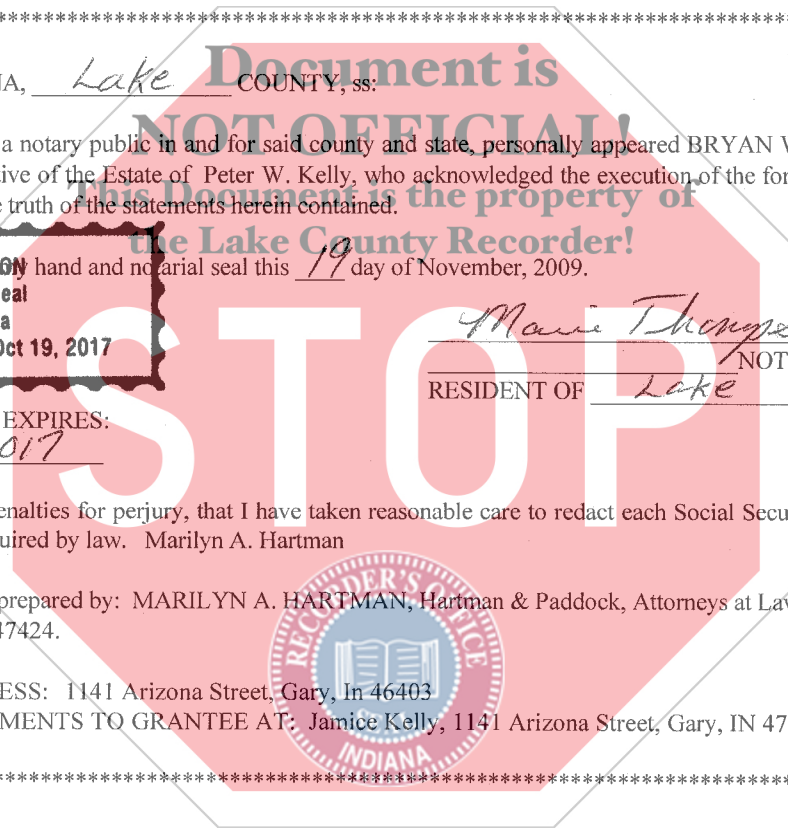 ************************************************************
Document is
NA, Lake COUNTY, ss:
NOT OFFICIAL!
a notary public in and for said county and state, personally appeared BRYAN W
tive of the Estate of Peter W. Kelly, who acknowledged the execution of the for
This Document is the property of
e truth of the statements herein contained.
the Lake County Recorder!
ON
my hand and notarial seal this 19 day of November, 2009.
eal
a
Oct 19, 2017
STOP
Marie Thompso
NOT
RESIDENT OF Lake
EXPIRES:
017
enalties for perjury, that I have taken reasonable care to redact each Social Secu
uired by law. Marilyn A. Hartman
prepared by: MARILYN A. HARTMAN, Hartman & Paddock, Attorneys at Law
47424.
RECORDER'S OFFICE
ESS: 1141 Arizona Street, Gary, In 46403
MENTS TO GRANTEE AT: Jamice Kelly, 1141 Arizona Street, Gary, IN 47
INDIANA
************************************************************